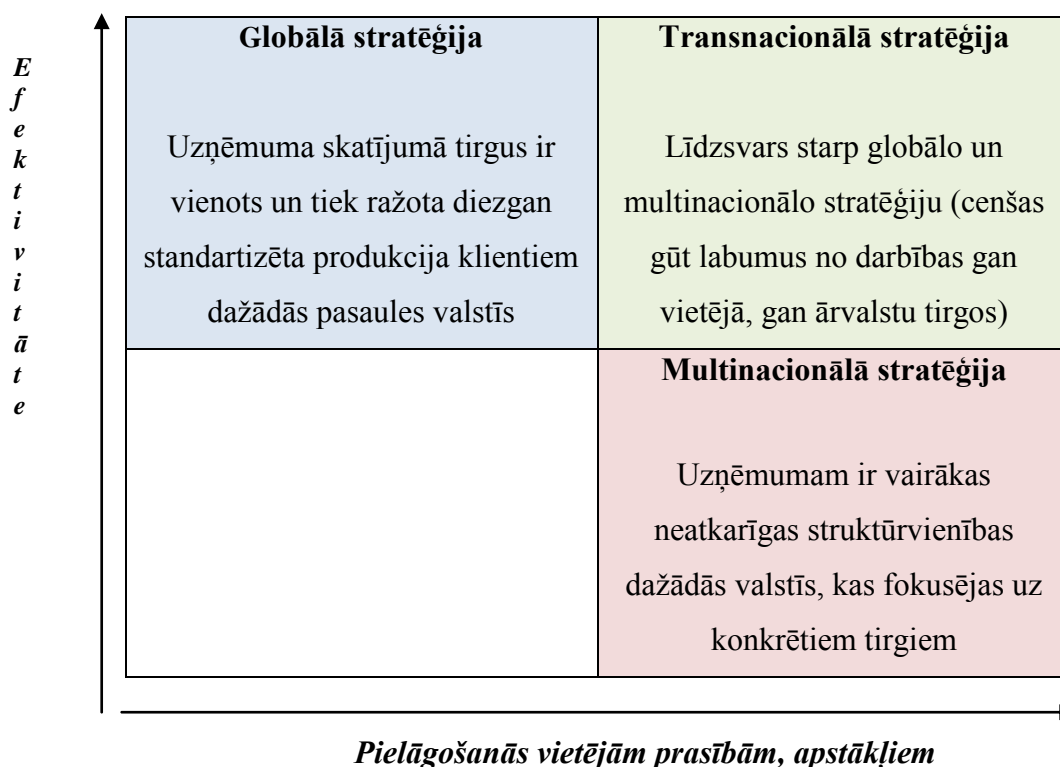 Efektivitāte
Globālā stratēģija
Uzņēmuma skatījumā tirgus ir
vienots un tiek ražota diezgan
standartizēta produkcija klientiem
dažādās pasaules valstīs
Transnacionālā stratēģija
Līdzsvars starp globālo un
multinacionālo stratēģiju (cenšas
gūt labumus no darbības gan
vietējā, gan ārvalstu tirgos)
Multinacionālā stratēģija
Uzņēmumam ir vairākas
neatkarīgas struktūrvienības
dažādās valstīs, kas fokusējas uz
konkrētiem tirgiem
Pielāgošanās vietējām prasībām, apstākļiem